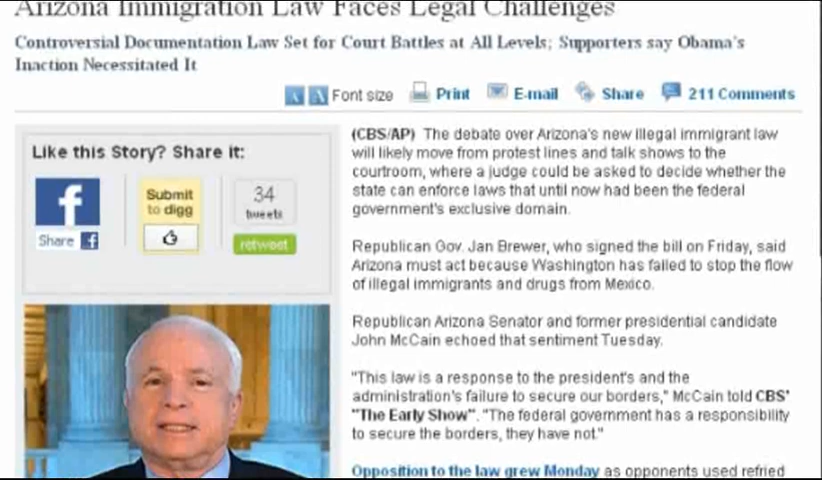 Arizona Immigration Law Faces Legal Challenges
Controversial Documentation Law Set for Court Battles at All Levels; Supporters say Obama's
Inaction Necessitated It
A A Font size Print E-mail Share 211 Comments
Like this Story? Share it:
f
Share f
Submit
to digg
34
tweets
retweet
(CBS/AP) The debate over Arizona's new illegal immigrant law
will likely move from protest lines and talk shows to the
courtroom, where a judge could be asked to decide whether the
state can enforce laws that until now had been the federal
government's exclusive domain.
Republican Gov. Jan Brewer, who signed the bill on Friday, said
Arizona must act because Washington has failed to stop the flow
of illegal immigrants and drugs from Mexico.
Republican Arizona Senator and former presidential candidate
John McCain echoed that sentiment Tuesday.
"This law is a response to the president's and the
administration's failure to secure our borders," McCain told CBS'
"The Early Show". "The federal government has a responsibility
to secure the borders, they have not."
Opposition to the law grew Monday as opponents used refried